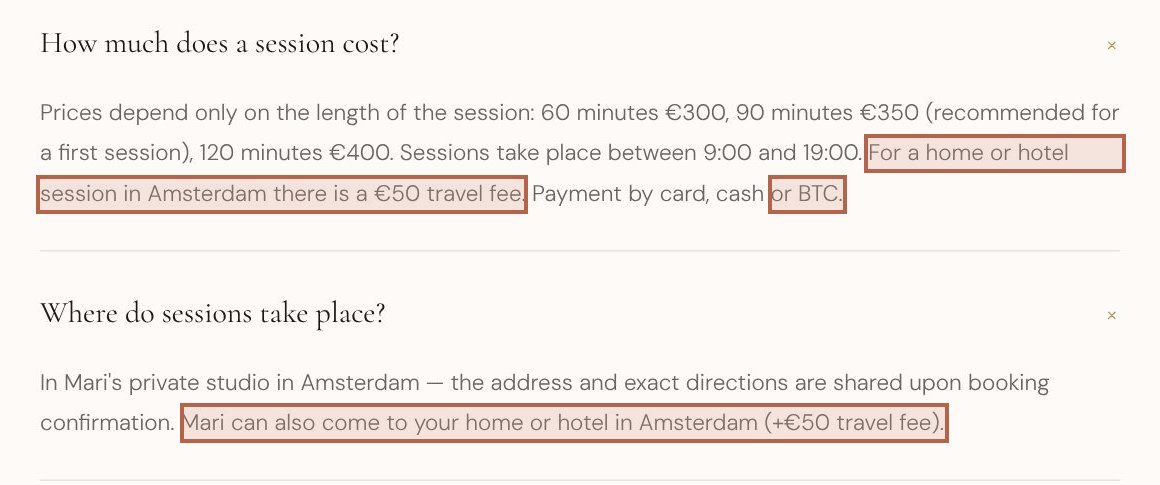 How much does a session cost?
×
Prices depend only on the length of the session: 60 minutes €300, 90 minutes €350 (recommended for
a first session), 120 minutes €400. Sessions take place between 9:00 and 19:00. For a home or hotel
session in Amsterdam there is a €50 travel fee. Payment by card, cash or BTC.
Where do sessions take place?
×
In Mari's private studio in Amsterdam — the address and exact directions are shared upon booking
confirmation. Mari can also come to your home or hotel in Amsterdam (+€50 travel fee).